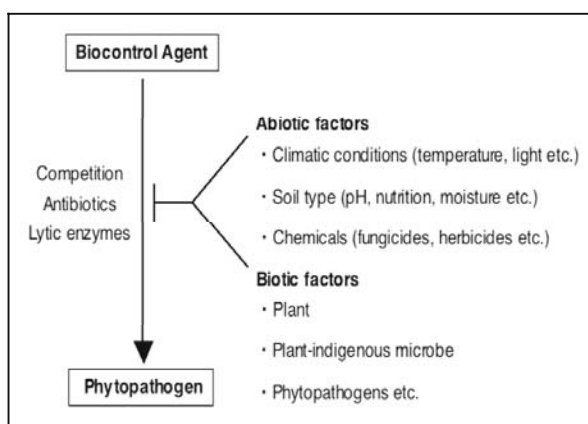 Biocontrol Agent
Competition
Antibiotics
Lytic enzymes
Abiotic factors
・Climatic conditions (temperature, light etc.)
・Soil type (pH, nutrition, moisture etc.)
・Chemicals (fungicides, herbicides etc.)
Biotic factors
・Plant
・Plant-indigenous microbe
・Phytopathogens etc.
Phytopathogen